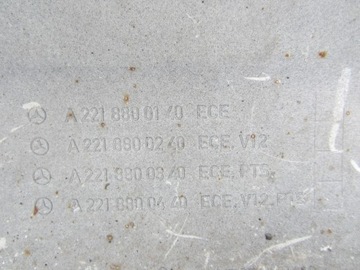 A 221 880 01 40 ECE
A 221 880 02 40 ECE, V12
A 221 880 03 40 ECE, PTS
A 221 880 04 40 ECE, V12, PTS